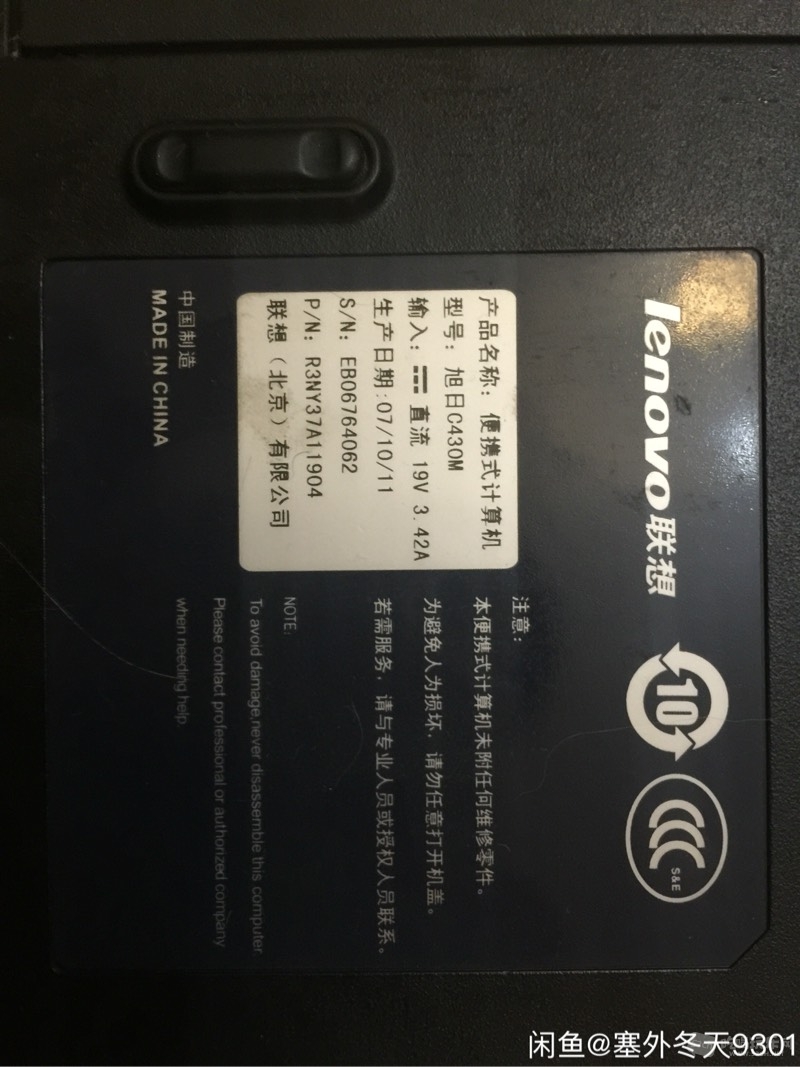 lenovo联想
10
S&E
产品名称：便携式计算机
型号：旭日C430M
输入：⎓ 直流 19V 3.42A
生产日期:07/10/11
S/N: EB06764062
P/N: R3NY37A11904
联想（北京）有限公司
中国制造
MADE IN CHINA
注意：
本便携式计算机未附任何维修零件。
为避免人为损坏，请勿任意打开机盖。
若需服务，请与专业人员或授权人员联系。
NOTE:
To avoid damage,never disassemble this computer
Please contact professional or authorized company
when needing help.
闲鱼@塞外冬天9301